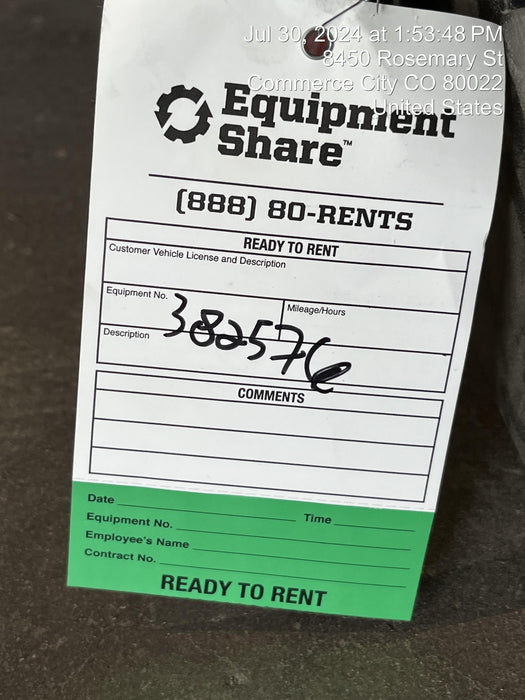 Jul 30, 2024 at 1:53:48 PM
8450 Rosemary St
Commerce City CO 80022
United States
Equipment
Share™
(888) 80-RENTS
READY TO RENT
Customer Vehicle License and Description
Equipment No. 382576
Mileage/Hours
Description
COMMENTS
Date Time
Equipment No.
Employee's Name
Contract No.
READY TO RENT